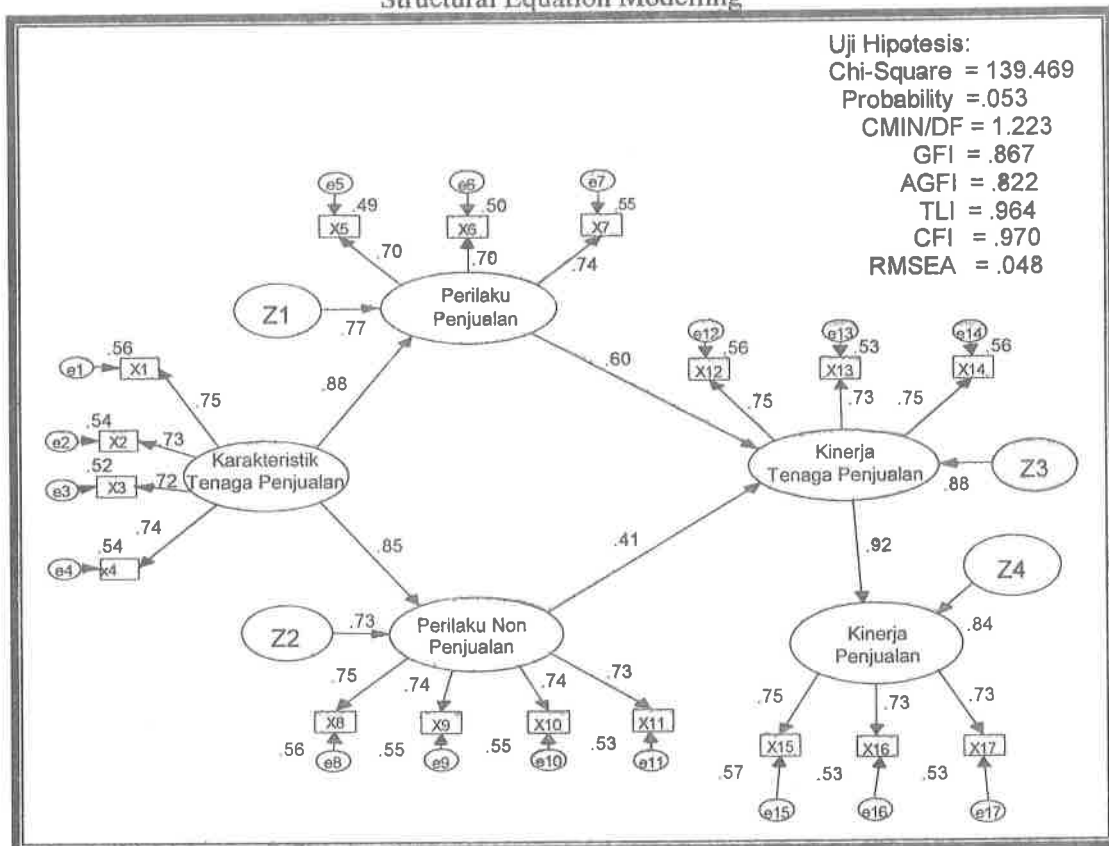 Structural Equation Modelling
Uji Hipotesis:
Chi-Square = 139.469
Probability =.053
CMIN/DF = 1.223
GFI = .867
AGFI = .822
TLI = .964
CFI = .970
RMSEA = .048
e5 e6 e7
.49 .50 .55
X5 X6 X7
.70 .70 .74
Perilaku
Penjualan
Z1
.77
e12 e13 e14
.56 .53 .56
X12 X13 X14
.75 .73 .75
.60
.56
e1 X1
.75
.88
.54
e2 X2 .73
.52
e3 X3 .72
Karakteristik
Tenaga Penjualan
.74
.54
e4 x4
Kinerja
Tenaga Penjualan
Z3
.88
.85
.41
.92
Z4
.84
Z2
.73
Perilaku Non
Penjualan
Kinerja
Penjualan
.75 .74 .74 .73
X8 X9 X10 X11
.56 .55 .55 .53
e8 e9 e10 e11
.75 .73 .73
X15 X16 X17
.57 .53 .53
e15 e16 e17